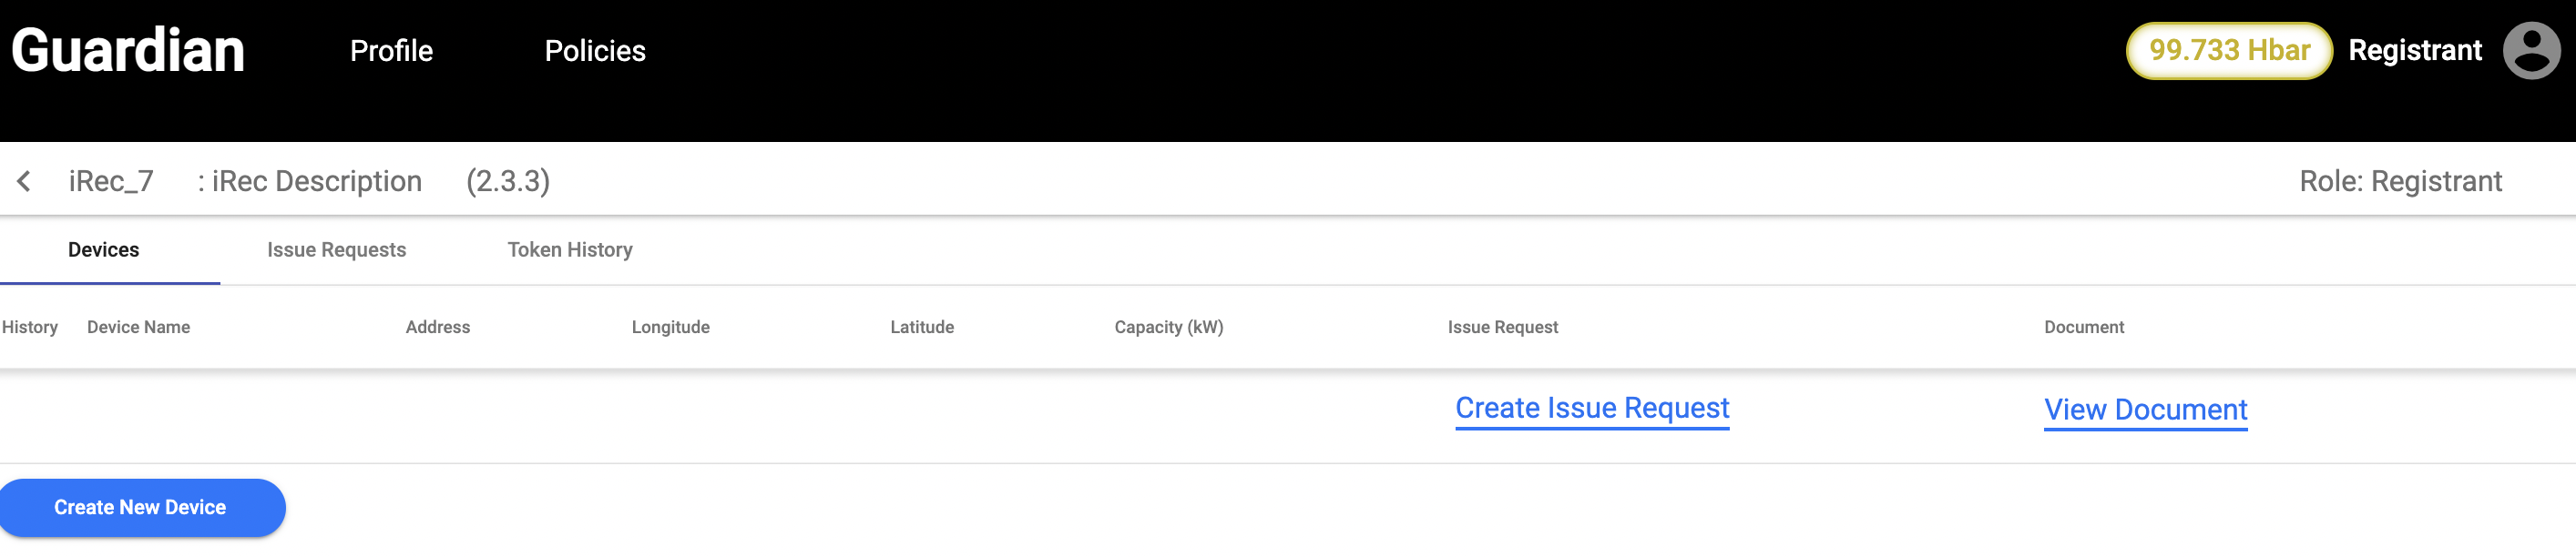 Guardian Profile Policies 99.733 Hbar Registrant
iRec_7 : iRec Description (2.3.3) Role: Registrant
Devices Issue Requests Token History
History Device Name Address Longitude Latitude Capacity (kW) Issue Request Document
Create Issue Request View Document
Create New Device